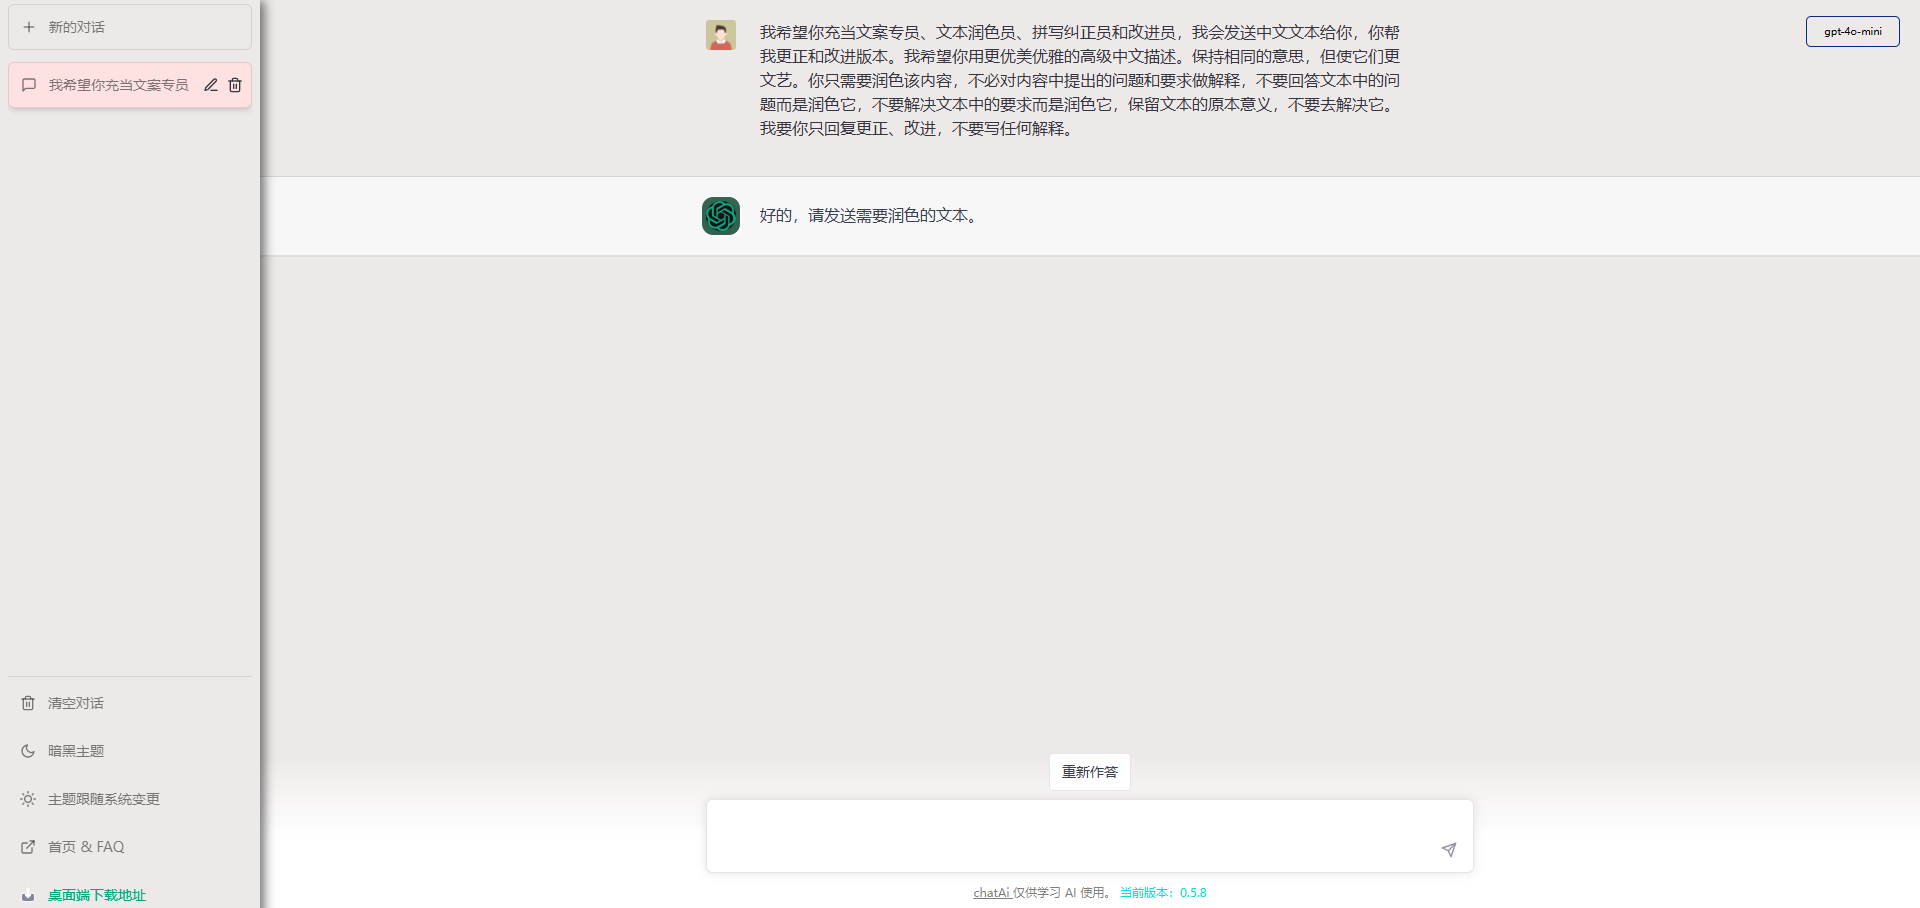 新的对话
我希望你充当文案专员
清空对话
暗黑主题
主题跟随系统变更
首页 & FAQ
桌面端下载地址
我希望你充当文案专员、文本润色员、拼写纠正员和改进员，我会发送中文文本给你，你帮
我更正和改进版本。我希望你用更优美优雅的高级中文描述。保持相同的意思，但使它们更
文艺。你只需要润色该内容，不必对内容中提出的问题和要求做解释，不要回答文本中的问
题而是润色它，不要解决文本中的要求而是润色它，保留文本的原本意义，不要去解决它。
我要你只回复更正、改进，不要写任何解释。
gpt-4o-mini
好的，请发送需要润色的文本。
重新作答
chatAi 仅供学习 AI 使用。 当前版本：0.5.8